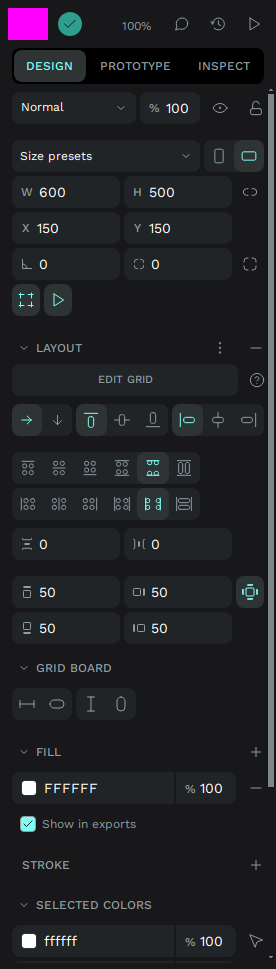 100%
DESIGN PROTOTYPE INSPECT
Normal % 100
Size presets
W 600 H 500
X 150 Y 150
0 0
LAYOUT
EDIT GRID ?
0 0
50 50
50 50
GRID BOARD
FILL
FFFFFF % 100
Show in exports
STROKE
SELECTED COLORS
ffffff % 100